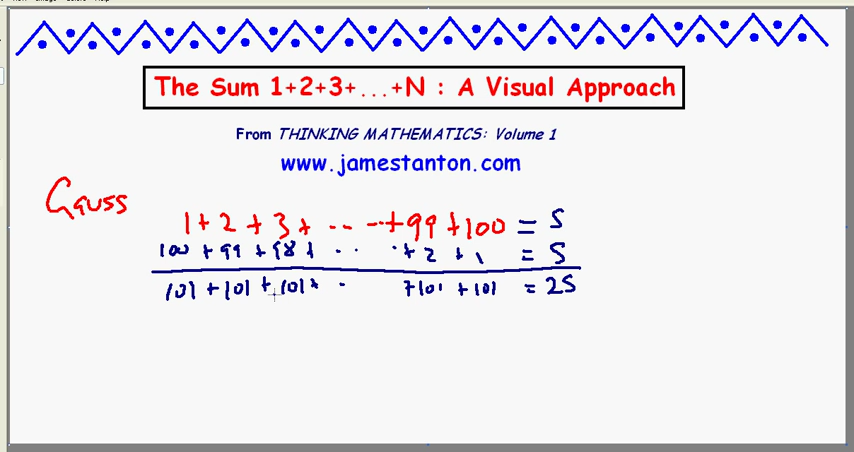 The Sum 1+2+3+...+N : A Visual Approach
From THINKING MATHEMATICS: Volume 1
www.jamestanton.com
Gauss
1+2+3+ .. ..+99+100 = S
100+99+98+ .. .+2+1 = S
101+101+101+ . +101+101 = 2S